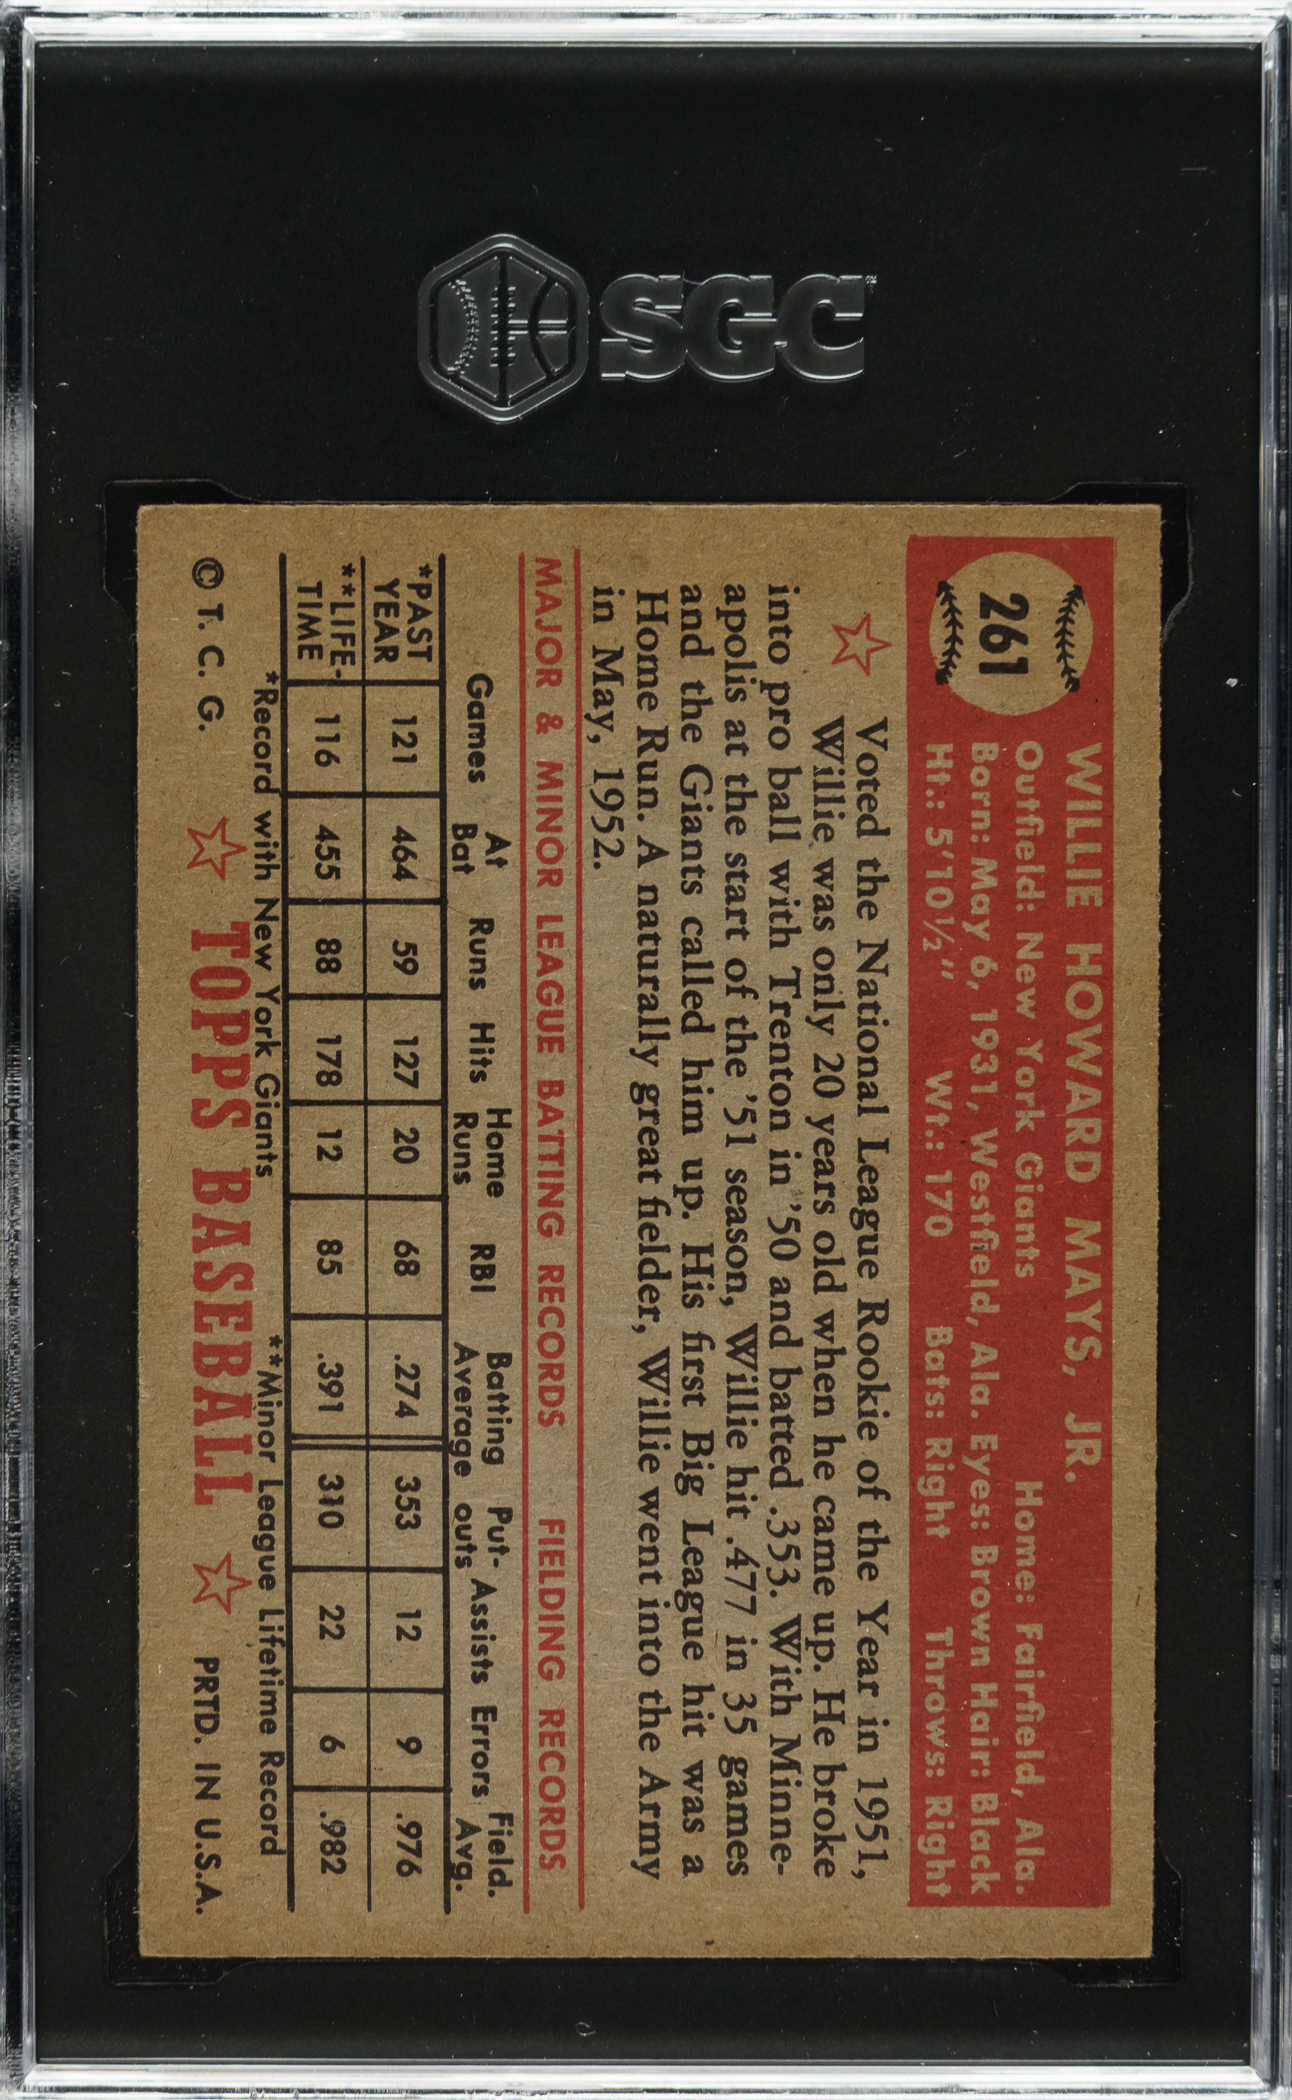 SGC
261
WILLIE HOWARD MAYS, JR.
Outfield: New York Giants Home: Fairfield, Ala.
Born: May 6, 1931, Westfield, Ala. Eyes: Brown Hair: Black
Ht.: 5'10½" Wt.: 170 Bats: Right Throws: Right
Voted the National League Rookie of the Year in 1951,
Willie was only 20 years old when he came up. He broke
into pro ball with Trenton in '50 and batted .353. With Minne-
apolis at the start of the '51 season, Willie hit .477 in 35 games
and the Giants called him up. His first Big League hit was a
Home Run. A naturally great fielder, Willie went into the Army
in May, 1952.
MAJOR & MINOR LEAGUE BATTING RECORDS FIELDING RECORDS
Games At Bat Runs Hits Home Runs RBI Batting Average Put-outs Assists Errors Field. Avg.
*PAST YEAR 121 464 59 127 20 68 .274 353 12 9 .976
**LIFE-TIME 116 455 88 178 12 85 .391 310 22 6 .982
*Record with New York Giants **Minor League Lifetime Record
© T. C. G. TOPPS BASEBALL PRTD. IN U.S.A.